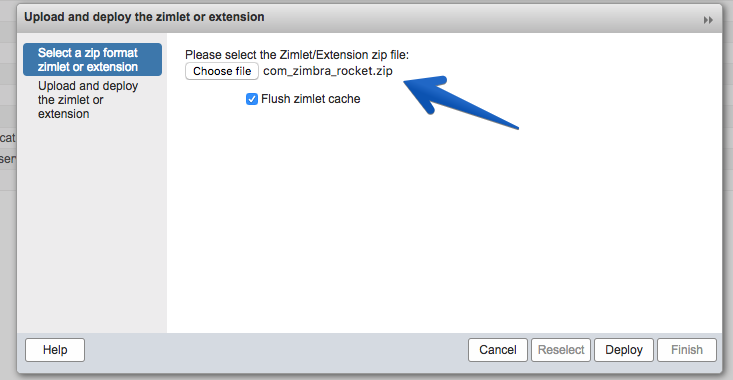 Upload and deploy the zimlet or extension
Select a zip format
zimlet or extension
Upload and deploy
the zimlet or
extension
Please select the Zimlet/Extension zip file:
Choose file com_zimbra_rocket.zip
Flush zimlet cache
cat
ser
Help
Cancel
Reselect
Deploy
Finish